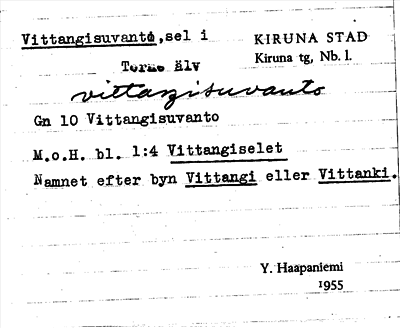 Vittangisuvanto,sel i KIRUNA STAD
Torne älv Kiruna tg, Nb. l.
vittangisuvanto
Gn 10 Vittangisuvanto
M.o.H. bl. 1:4 Vittangiselet
Namnet efter byn Vittangi eller Vittanki.
Y. Haapaniemi
1955